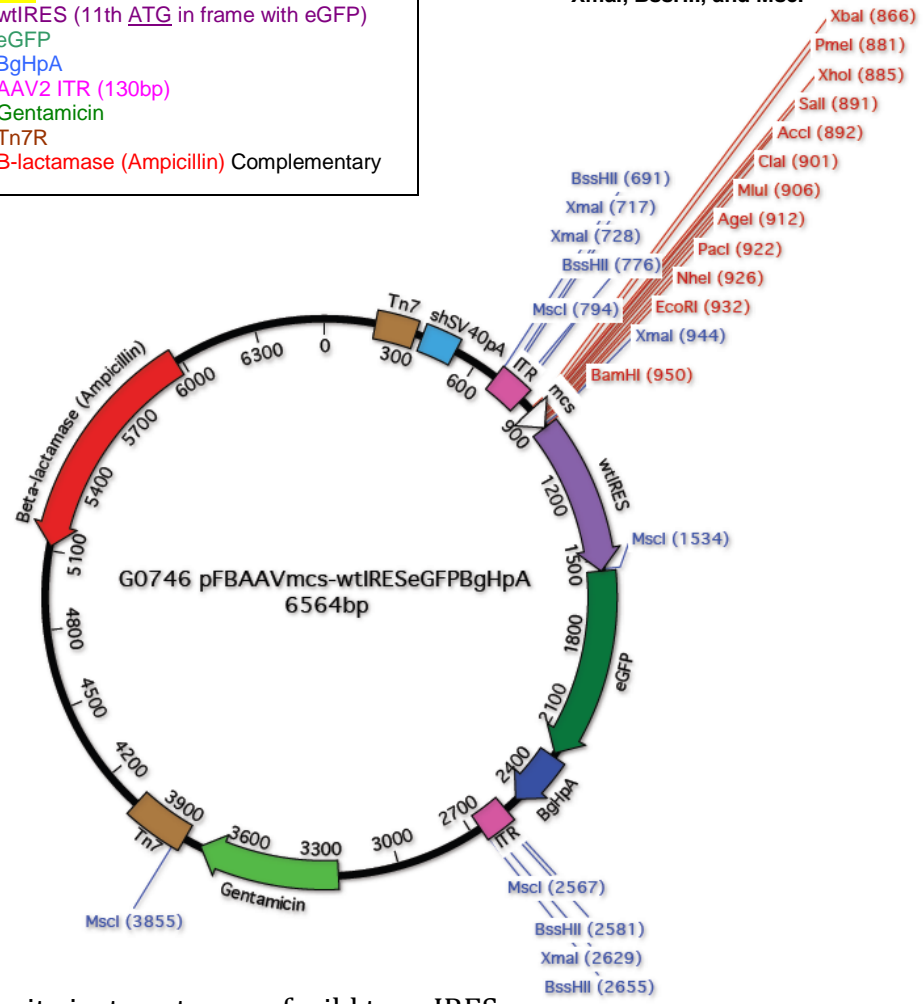 XmaI, BssHII, and MscI
wtIRES (11th ATG in frame with eGFP)
eGFP
BgHpA
AAV2 ITR (130bp)
Gentamicin
Tn7R
B-lactamase (Ampicillin) Complementary
XbaI (866)
PmeI (881)
XhoI (885)
SalI (891)
AccI (892)
ClaI (901)
MluI (906)
AgeI (912)
PacI (922)
NheI (926)
EcoRI (932)
XmaI (944)
BamHI (950)
BssHII (691)
XmaI (717)
XmaI (728)
BssHII (776)
MscI (794)
Tn7
shSV40pA
ITR
mcs
wtIRES
MscI (1534)
eGFP
BgHpA
ITR
MscI (2567)
BssHII (2581)
XmaI (2629)
BssHII (2655)
Gentamicin
Tn7
MscI (3855)
Beta-lactamase (Ampicillin)
0
300
600
900
1200
1500
1800
2100
2400
2700
3000
3300
3600
3900
4200
4500
4800
5100
5400
5700
6000
6300
G0746 pFBAAVmcs-wtIRESeGFPBgHpA
6564bp